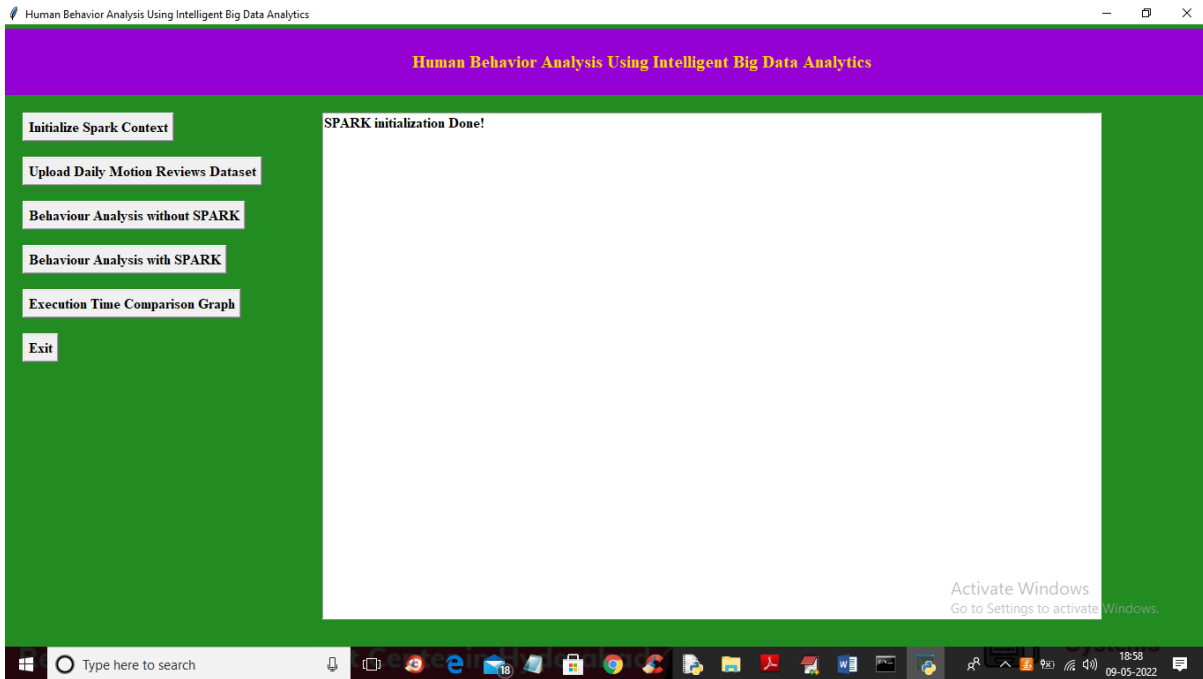 Human Behavior Analysis Using Intelligent Big Data Analytics
Human Behavior Analysis Using Intelligent Big Data Analytics
Initialize Spark Context
SPARK initialization Done!
Upload Daily Motion Reviews Dataset
Behaviour Analysis without SPARK
Behaviour Analysis with SPARK
Execution Time Comparison Graph
Exit
Activate Windows
Go to Settings to activate Windows.
Type here to search
18
18:58
09-05-2022